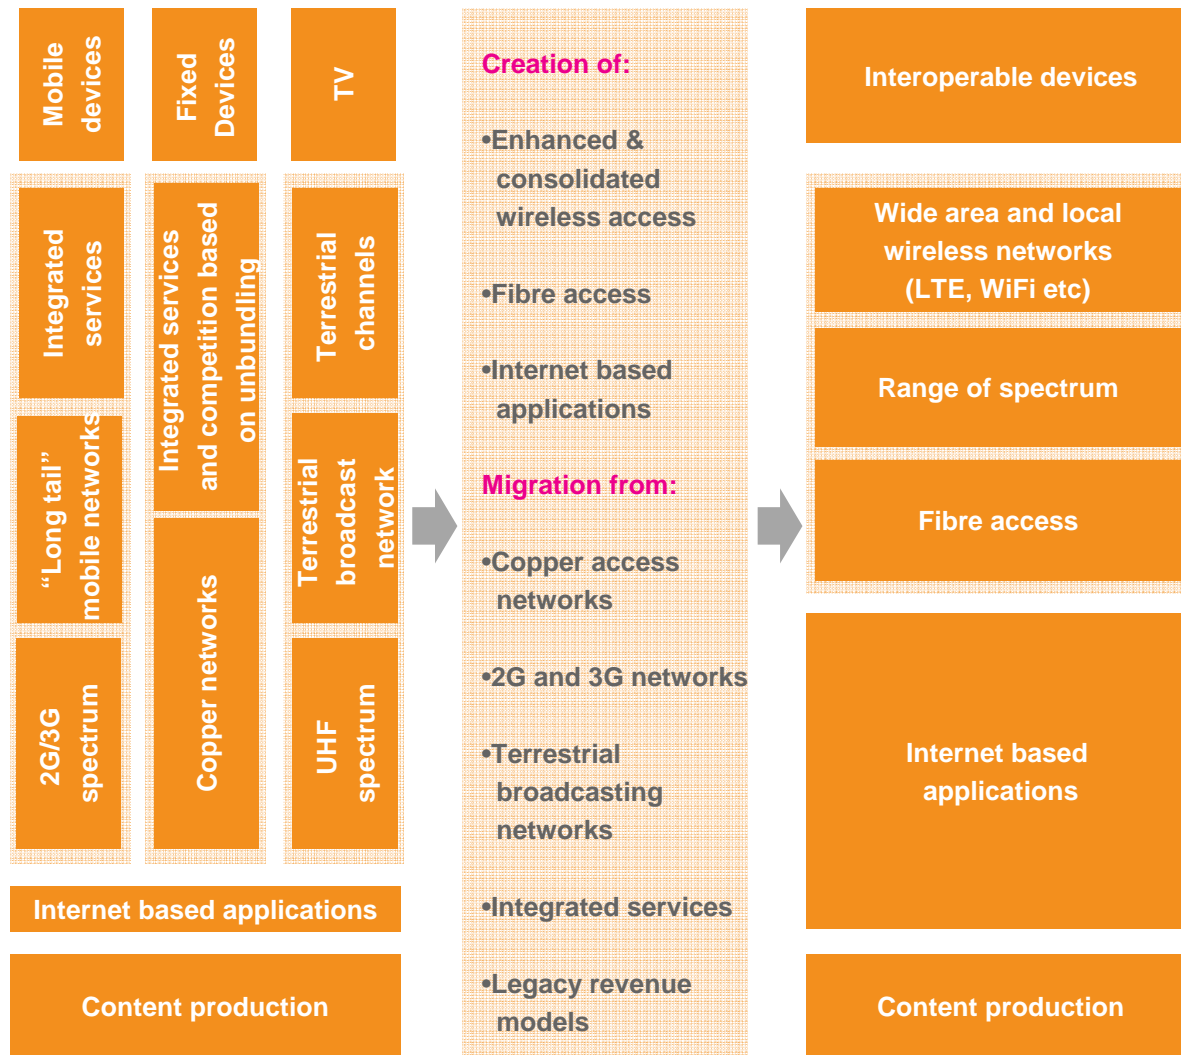 Mobile
devices
Fixed
Devices
TV
Integrated
services
Integrated services
and competition based
on unbundling
Terrestrial
channels
“Long tail”
mobile networks
Terrestrial
broadcast
network
2G/3G
spectrum
Copper networks
UHF
spectrum
Internet based applications
Content production
Creation of:
•Enhanced &
consolidated
wireless access
•Fibre access
•Internet based
applications
Migration from:
•Copper access
networks
•2G and 3G networks
•Terrestrial
broadcasting
networks
•Integrated services
•Legacy revenue
models
Interoperable devices
Wide area and local
wireless networks
(LTE, WiFi etc)
Range of spectrum
Fibre access
Internet based
applications
Content production